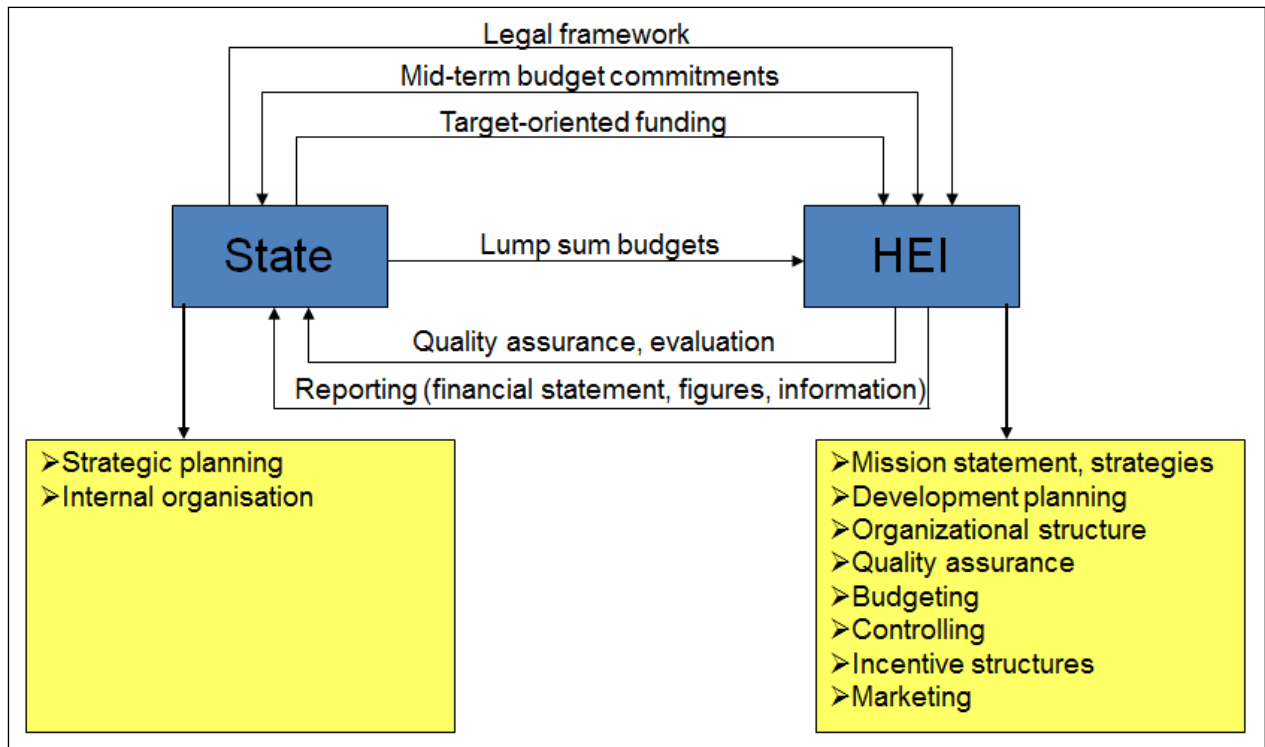 Legal framework
Mid-term budget commitments
Target-oriented funding
State
Lump sum budgets
HEI
Quality assurance, evaluation
Reporting (financial statement, figures, information)
➢Strategic planning
➢Internal organisation
➢Mission statement, strategies
➢Development planning
➢Organizational structure
➢Quality assurance
➢Budgeting
➢Controlling
➢Incentive structures
➢Marketing